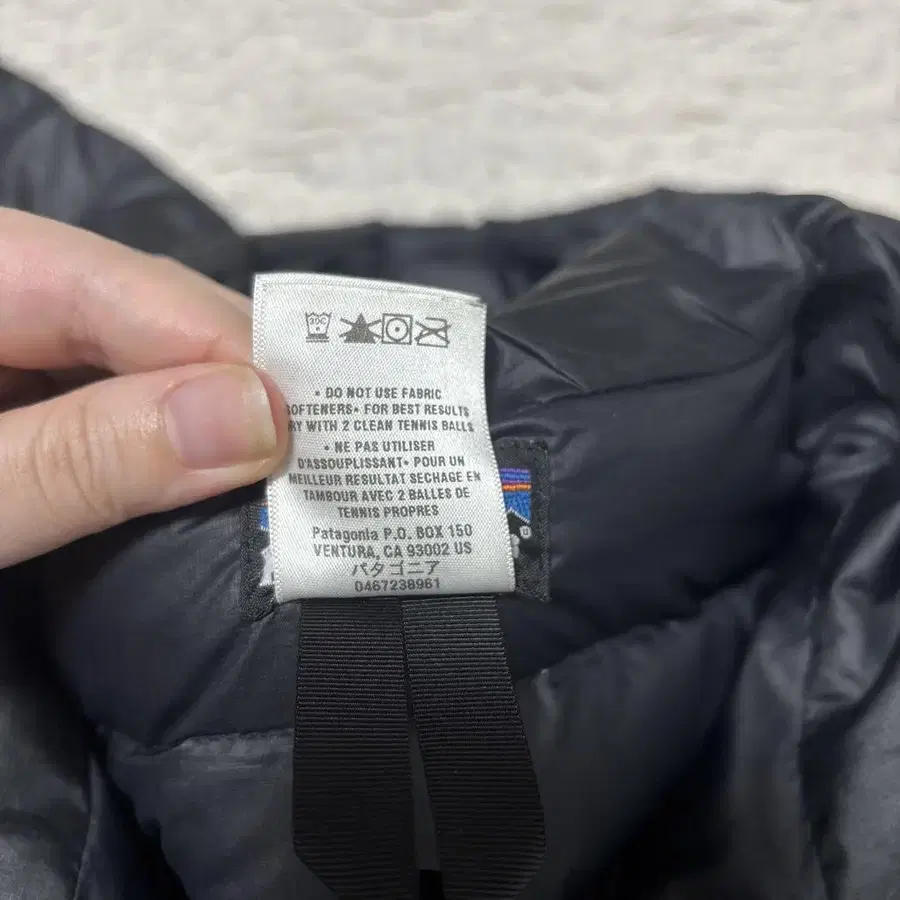 30C
• DO NOT USE FABRIC
SOFTENERS• FOR BEST RESULTS
RY WITH 2 CLEAN TENNIS BALLS
• NE PAS UTILISER
D'ASSOUPLISSANT• POUR UN
MEILLEUR RESULTAT SECHAGE EN
TAMBOUR AVEC 2 BALLES DE
TENNIS PROPRES
Patagonia P.O. BOX 150
VENTURA, CA 93002 US
パタゴニア
0467238961
®